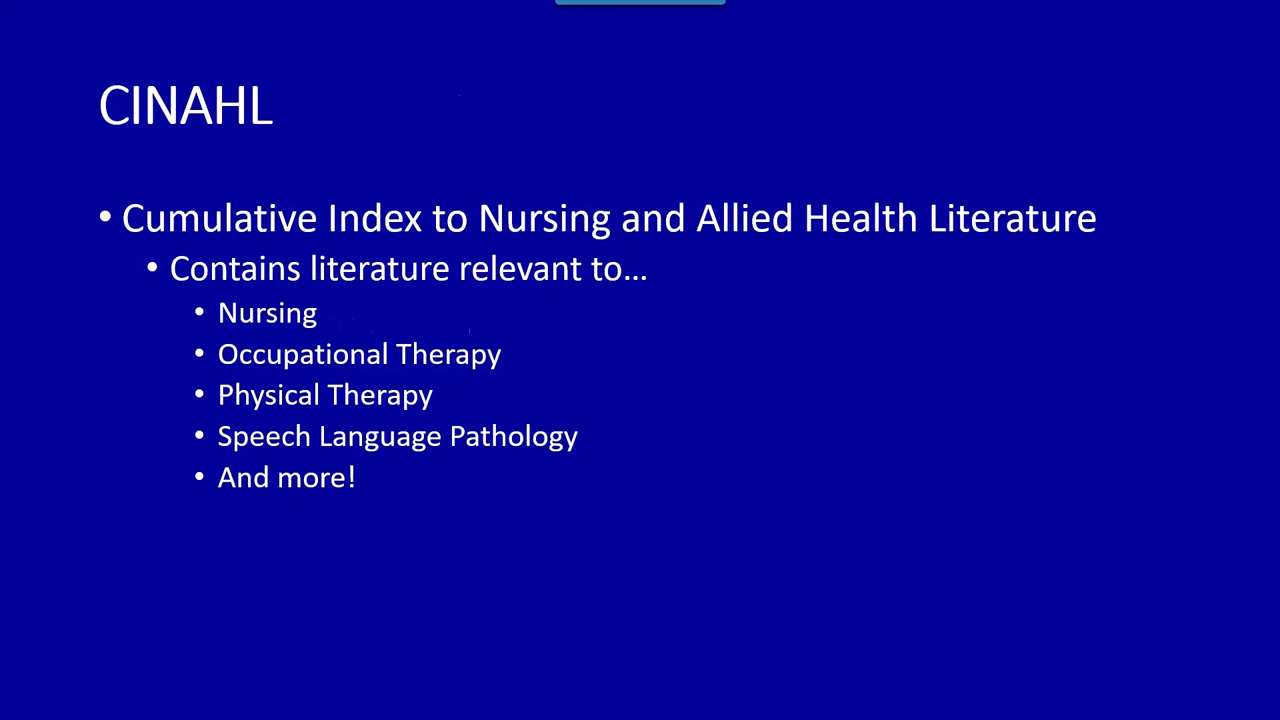 CINAHL
• Cumulative Index to Nursing and Allied Health Literature
• Contains literature relevant to…
• Nursing
• Occupational Therapy
• Physical Therapy
• Speech Language Pathology
• And more!